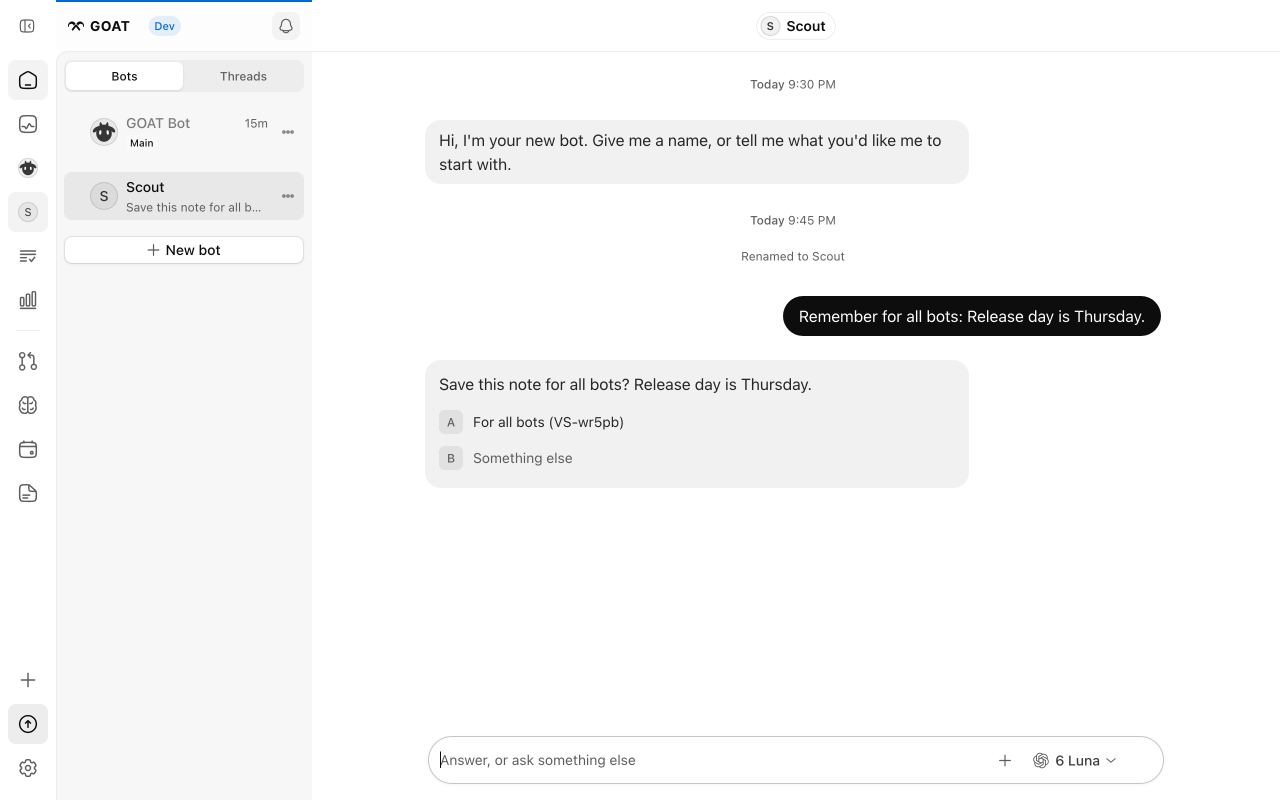 GOAT
Dev
Bots
Threads
GOAT Bot
15m
Main
S
S
Scout
Save this note for all b...
New bot
S
Scout
Today 9:30 PM
Hi, I'm your new bot. Give me a name, or tell me what you'd like me to
start with.
Today 9:45 PM
Renamed to Scout
Remember for all bots: Release day is Thursday.
Save this note for all bots? Release day is Thursday.
A
For all bots (VS-wr5pb)
B
Something else
Answer, or ask something else
6 Luna